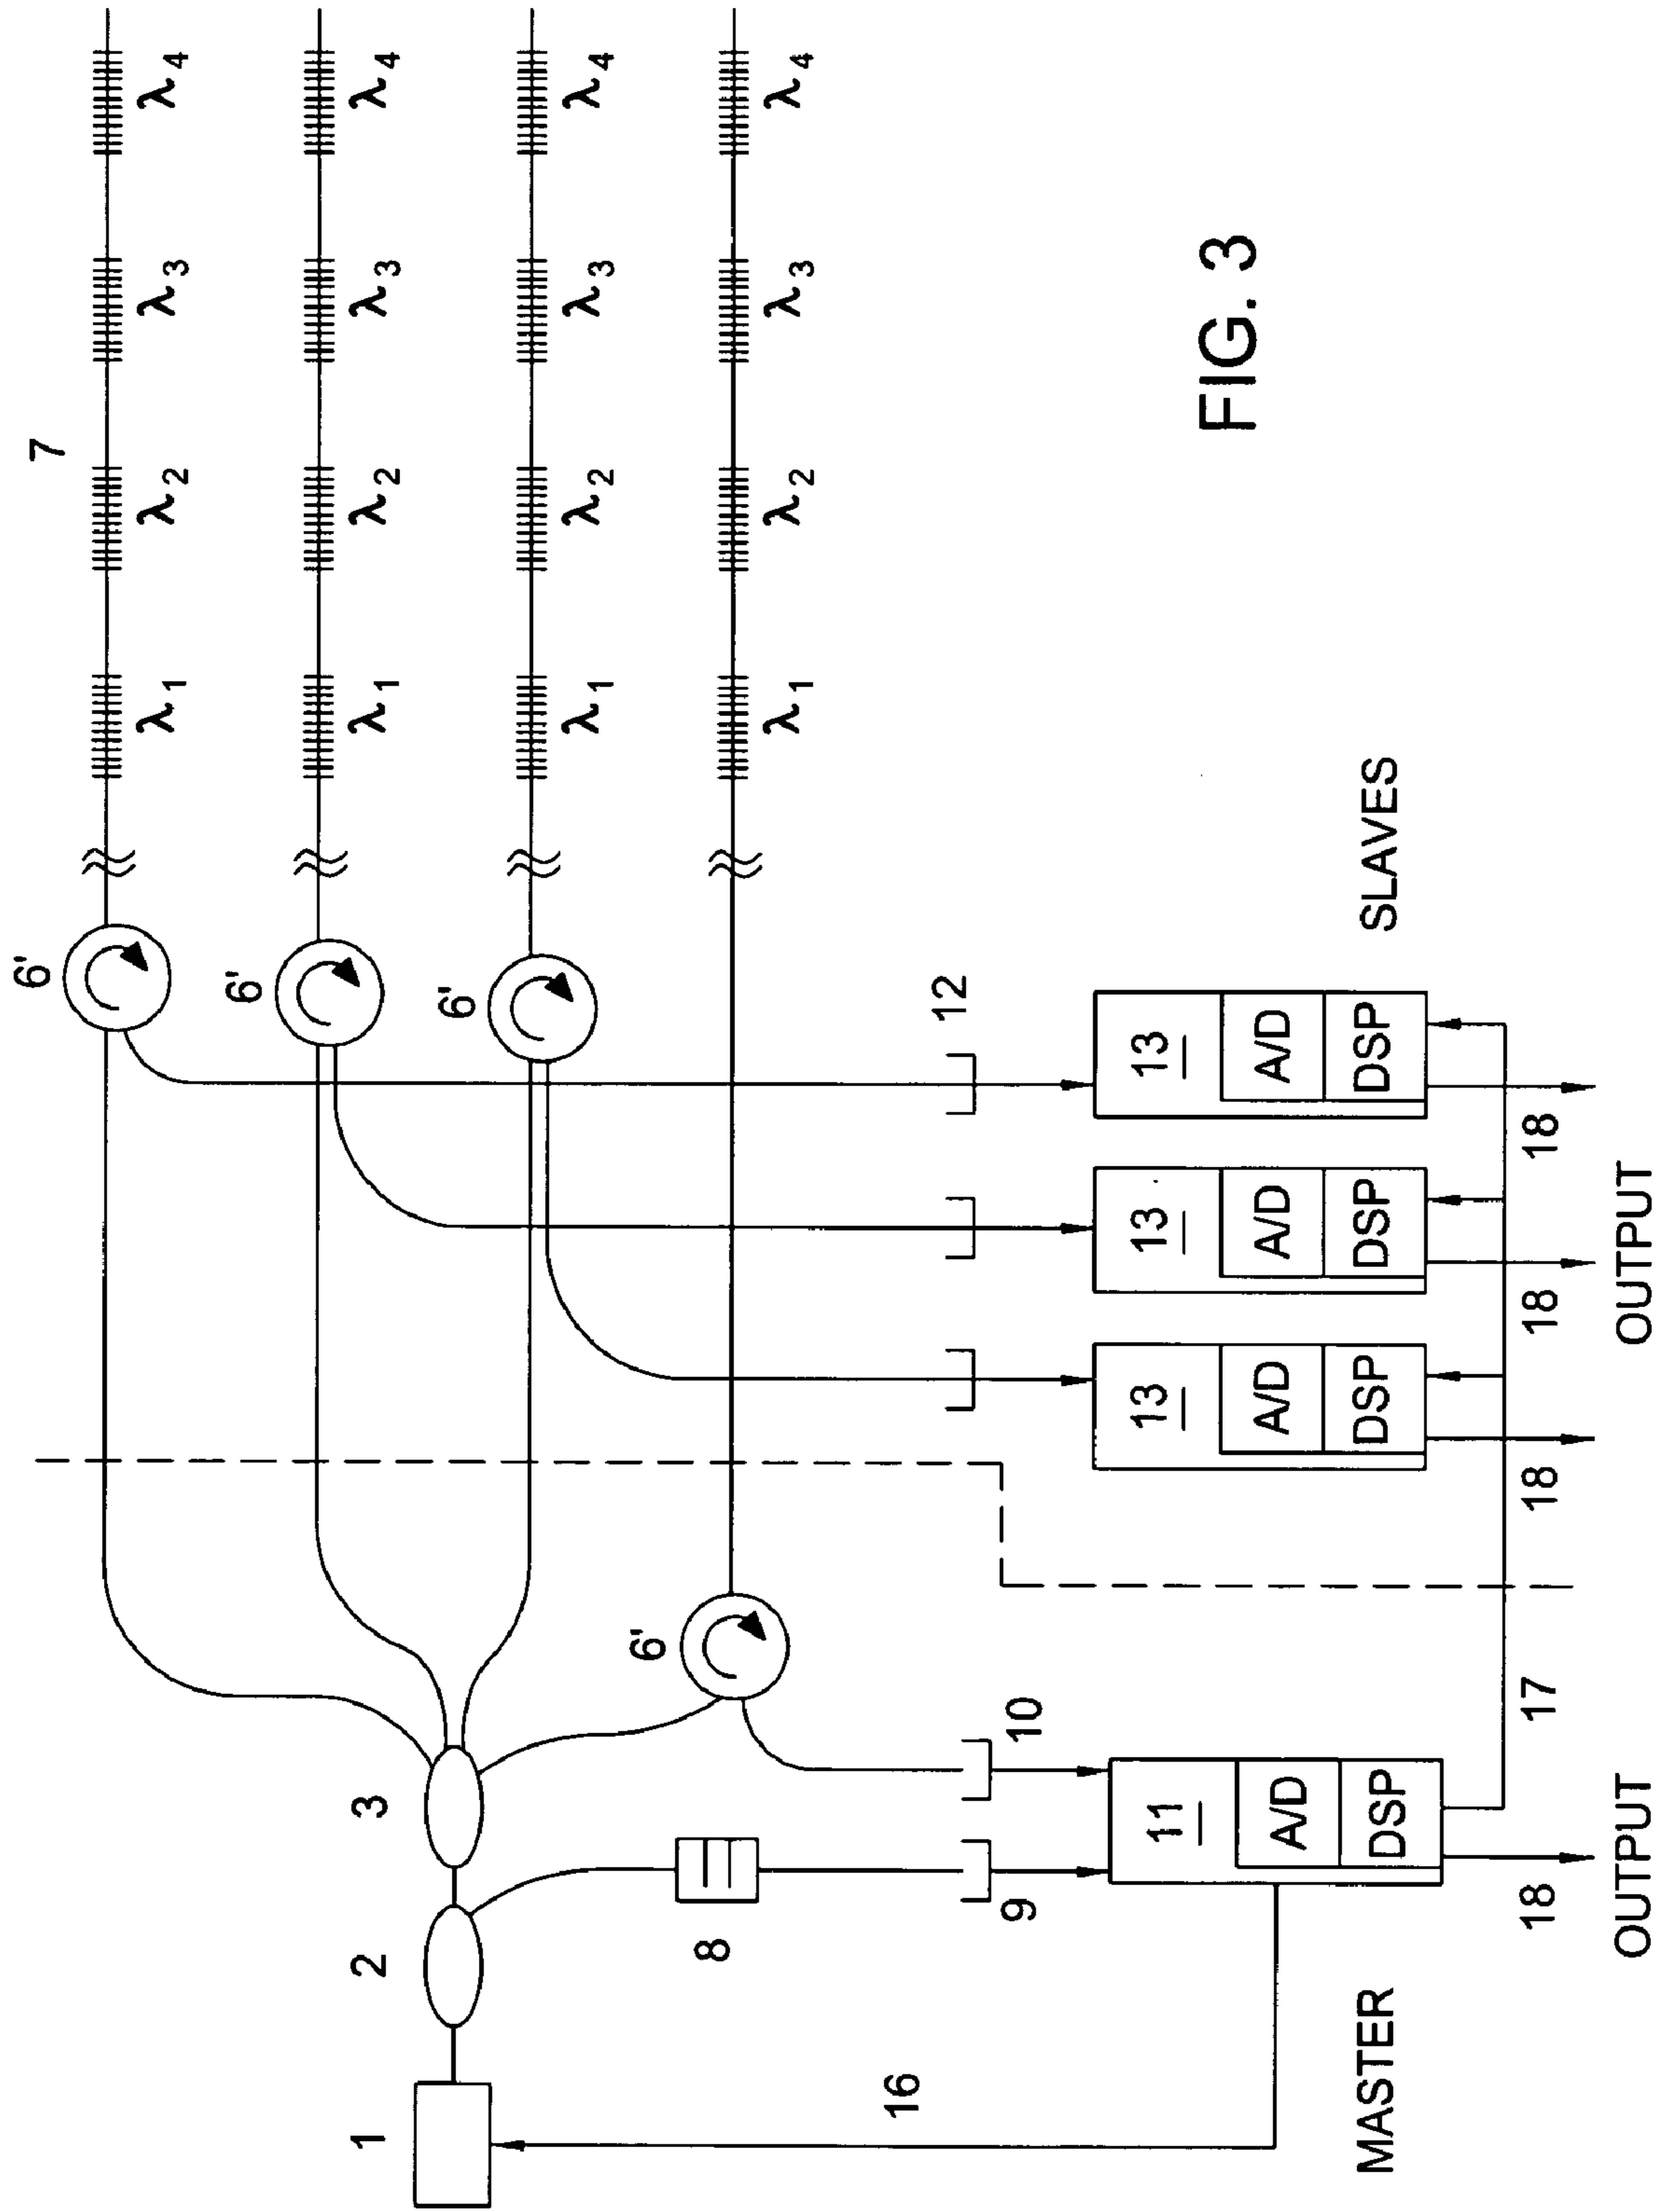 6' 7
λ1 λ2 λ3 λ4
6'
1 2 3 λ1 λ2 λ3 λ4
6'
λ1 λ2 λ3 λ4
6'
8
λ1 λ2 λ3 λ4
16
12
9 10
11 13 13 13
FIG. 3
A/D A/D A/D A/D
MASTER DSP DSP DSP DSP SLAVES
18 17 18 18 18
OUTPUT OUTPUT